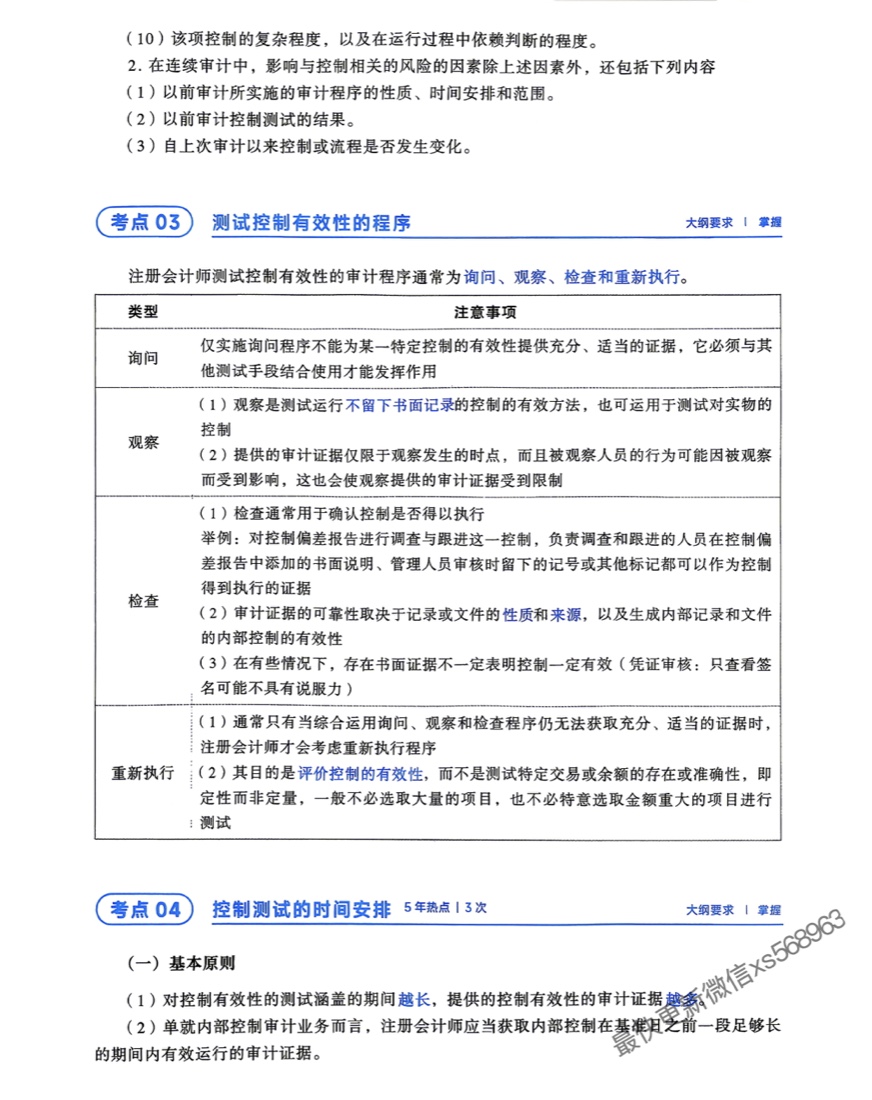 （10）该项控制的复杂程度，以及在运行过程中依赖判断的程度。
2. 在连续审计中，影响与控制相关的风险的因素除上述因素外，还包括下列内容
（1）以前审计所实施的审计程序的性质、时间安排和范围。
（2）以前审计控制测试的结果。
（3）自上次审计以来控制或流程是否发生变化。
考点 03 测试控制有效性的程序 大纲要求 | 掌握
注册会计师测试控制有效性的审计程序通常为询问、观察、检查和重新执行。
类型 注意事项
询问
仅实施询问程序不能为某一特定控制的有效性提供充分、适当的证据，它必须与其
他测试手段结合使用才能发挥作用
观察
（1）观察是测试运行不留下书面记录的控制的有效方法，也可运用于测试对实物的
控制
（2）提供的审计证据仅限于观察发生的时点，而且被观察人员的行为可能因被观察
而受到影响，这也会使观察提供的审计证据受到限制
检查
（1）检查通常用于确认控制是否得以执行
举例：对控制偏差报告进行调查与跟进这一控制，负责调查和跟进的人员在控制偏
差报告中添加的书面说明、管理人员审核时留下的记号或其他标记都可以作为控制
得到执行的证据
（2）审计证据的可靠性取决于记录或文件的性质和来源，以及生成内部记录和文件
的内部控制的有效性
（3）在有些情况下，存在书面证据不一定表明控制一定有效（凭证审核：只查看签
名可能不具有说服力）
重新执行
（1）通常只有当综合运用询问、观察和检查程序仍无法获取充分、适当的证据时，
注册会计师才会考虑重新执行程序
（2）其目的是评价控制的有效性，而不是测试特定交易或余额的存在或准确性，即
定性而非定量，一般不必选取大量的项目，也不必特意选取金额重大的项目进行
测试
考点 04 控制测试的时间安排 5年热点 | 3次 大纲要求 | 掌握
（一）基本原则
（1）对控制有效性的测试涵盖的期间越长，提供的控制有效性的审计证据越多。
（2）单就内部控制审计业务而言，注册会计师应当获取内部控制在基准日之前一段足够长
的期间内有效运行的审计证据。
最快更新微信xs568963